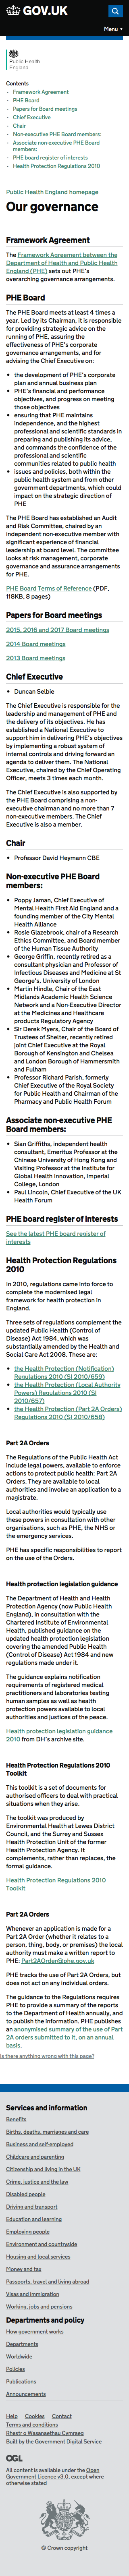 GOV.UK
Menu
Public Health
England
Contents
Framework Agreement
PHE Board
Papers for Board meetings
Chief Executive
Chair
Non-executive PHE Board members:
Associate non-executive PHE Board
members:
PHE board register of interests
Health Protection Regulations 2010
Public Health England homepage
Our governance
Framework Agreement
The Framework Agreement between the
Department of Health and Public Health
England (PHE) sets out PHE's
overarching governance arrangements.
PHE Board
The PHE Board meets at least 4 times a
year. Led by its Chairman, it is responsible
for providing strategic advice on the
running of PHE, assuring the
effectiveness of PHE's corporate
governance arrangements, and for
advising the Chief Executive on:
the development of PHE's corporate
plan and annual business plan
PHE's financial and performance
objectives, and progress in meeting
those objectives
ensuring that PHE maintains
independence, and the highest
professional and scientific standards in
preparing and providing advice on the
professional, scientific and technical
and other content of published
communications related to public
health
Issues and policies, both within the
public health system and from other
public bodies and government
departments, which could impact on
the strategic direction of PHE
The PHE Board has established an Audit
and Risk Committee, chaired by an
independent non-executive member with
significant experience of financial
leadership at board level. The committee
looks at risk management, corporate
governance and assurance arrangements
for PHE.
PHE Board Terms of Reference (PDF,
118KB, 8 pages)
Papers for Board meetings
2015, 2016 and 2017 Board meetings
2014 Board meetings
2013 Board meetings
Chief Executive
Duncan Selbie
The Chief Executive is responsible for the
leadership and management of PHE and
the delivery of its objectives. The Chief
Executive has established a National
Executive to support him in undertaking
these responsibilities and in providing
collective advice to him. The National
Executive, chaired by the Chief Operating
Officer, meets 3 times each month.
The Chief Executive is also supported by
the PHE Board comprising a non-
executive chairman and no more than 7
non-executive members. The Chief
Executive is also a member.
Chair
Professor David Heymann CBE
Non-executive PHE Board
members:
Poppy Jaman, Chief Executive of
Mental Health First Aid England and a
founding member of the City Mental
Health Alliance
Rosie Glazebrook, chair of a Research
Ethics Committee, and Board member
of the Human Tissue Authority
George Griffin, recently retired as a
consultant physician and Professor of
Infectious Diseases and Medicine at St
George's, University of London
Martin Hindle, Chair of the East
Midlands Academic Health Science
Network and a Non-Executive Director
at the Medicines and Healthcare
products Regulatory Agency
Sir Derek Myers, Chair of the Board of
Trustees of Shelter, recently retired
joint Chief Executive at the Royal
Borough of Kensington and Chelsea
and London Borough of Hammersmith
and Fulham
Professor Richard Parish, formerly
Chief Executive of the Royal Society
for Public Health and Chairman of the
Pharmacy and Public Health Forum
Associate non-executive PHE
Board members:
Sian Griffiths, independent health
consultant, Emeritus Professor at the
Chinese University of Hong Kong and
Visiting Professor at the Institute for
Global Health Innovation, Imperial
College, London
Paul Lincoln, Chief Executive of the UK
Health Forum
PHE board register of interests
See the latest PHE board register of
interests
Health Protection Regulations
2010
In 2010, regulations came into force to
complete the modernised legal
framework for health protection in
England.
Three sets of regulations complement the
updated Public Health (Control of
Disease) Act 1984, which was
substantially amended by the Health and
Social Care Act 2008. These are:
the Health Protection (Notification)
Regulations 2010 (SI 2010/659)
the Health Protection (Local Authority
Powers) Regulations 2010 (SI
2010/657)
the Health Protection (Part 2A Orders)
Regulations 2010 (SI 2010/658)
Part 2A Orders
The Regulations of the Public Health Act
include provision to take enforceable
actions to protect public health: Part 2A
Orders. They are available to local
authorities and involve application to a
magistrate.
Local authorities would typically use
these powers in consultation with other
organisations, such as PHE, the NHS or
the emergency services.
PHE has specific responsibilities to report
on the use of the Orders.
Health protection legislation guidance
The Department of Health and Health
Protection Agency (now Public Health
England), in consultation with the
Chartered Institute of Environmental
Health, published guidance on the
updated health protection legislation
covering the amended Public Health
(Control of Disease) Act 1984 and new
regulations made under it.
The guidance explains notification
requirements for registered medical
practitioners and laboratories. It also
looks at local authority powers to protect
public health as well as their safeguards
and constraints, which ensure
proportionate use of these powers.
Health protection legislation guidance
2010 from DH's archive site.
Health Protection Regulations 2010
Toolkit
This toolkit is a set of documents for
authorised officers dealing with health
protection.
The toolkit was produced by
Environmental Health at Lewes District
Council, and the Surrey and Sussex
Health Protection Unit of the former
Health Protection Agency. It
complements, rather than replaces, the
health protection legislation guidance.
Health Protection Regulations 2010
Toolkit
Part 2A Orders
Whenever an application is made for a
Part 2A Order (whether it relates to a
person, things, body or premises), the
local authority must make a written report
to PHE: Part2AOrder@phe.gov.uk
PHE tracks the use of Part 2A Orders, but
does not approve any individual orders.
The guidance to the Regulations requires
PHE to provide a summary of the reports
to the Department of Health annually, and
to report to the public. PHE publishes
an anonymised summary of the use of Part
2A orders submitted to it, on an annual
basis.
Is there anything wrong with this page?
Services and information
Benefits
Births, deaths, marriages and care
Business and self-employed
Childcare and parenting
Citizenship and living in the UK
Crime, justice and the law
Disabled people
Driving and transport
Education and learning
Employing people
Environment and countryside
Housing and local services
Money and tax
Passports, travel and living abroad
Visas and immigration
Working, jobs and pensions
Departments and policy
How government works
Departments
Worldwide
Policies
Publications
Announcements
Help Cookies Contact
Terms and conditions
Rhestr o Wasanaethau Cymraeg
Built by the Government Digital Service
OGL
All content is available under the Open
Government Licence v3.0, except where
otherwise stated
© Crown copyright